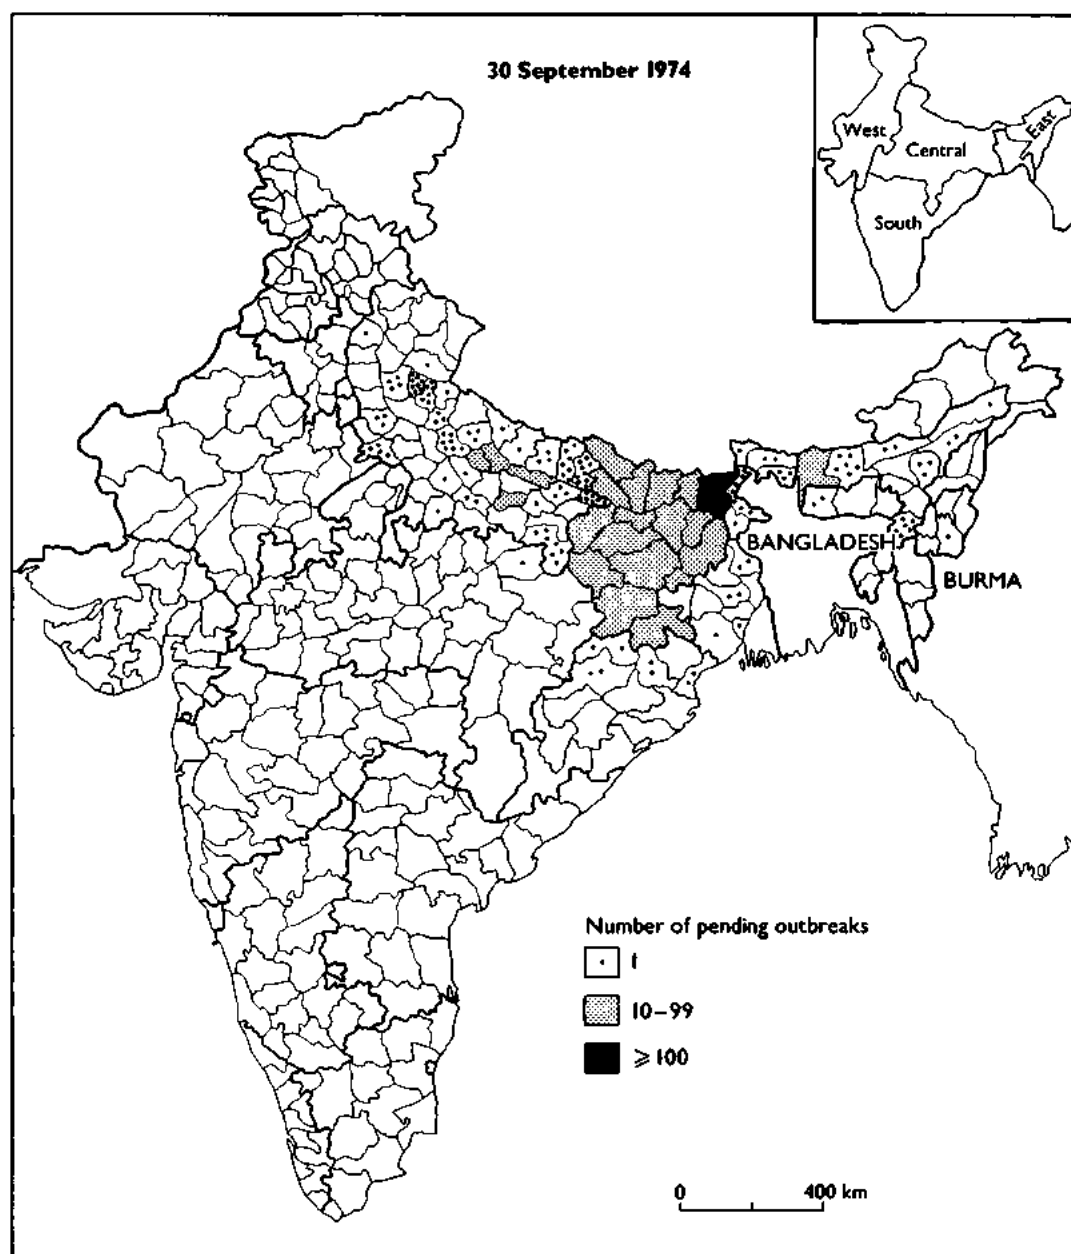 30 September 1974
West
Central
East
South
BANGLADESH
BURMA
Number of pending outbreaks
1
10–99
⩾ 100
0 400 km